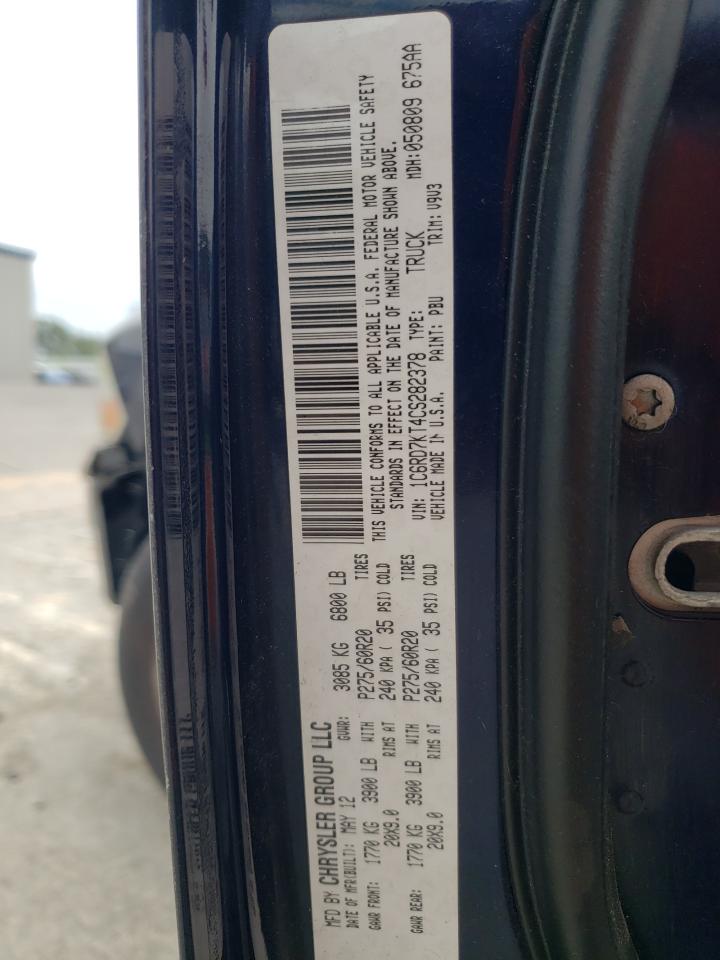 MFD BY CHRYSLER GROUP LLC
DATE OF MFR(BUILT): MAY 12 GVWR: 3085 KG 6800 LB
GAWR FRONT: 1770 KG 3900 LB WITH P275/60R20 TIRES
20X9.0 RIMS AT 240 KPA ( 35 PSI) COLD
GAWR REAR: 1770 KG 3900 LB WITH P275/60R20 TIRES
20X9.0 RIMS AT 240 KPA ( 35 PSI) COLD
THIS VEHICLE CONFORMS TO ALL APPLICABLE U.S.A. FEDERAL MOTOR VEHICLE SAFETY
STANDARDS IN EFFECT ON THE DATE OF MANUFACTURE SHOWN ABOVE.
VIN: 1C6RD7KT4CS282378 TYPE: TRUCK MDH:050809 675AA
VEHICLE MADE IN U.S.A. PAINT: PBU TRIM: V9V3